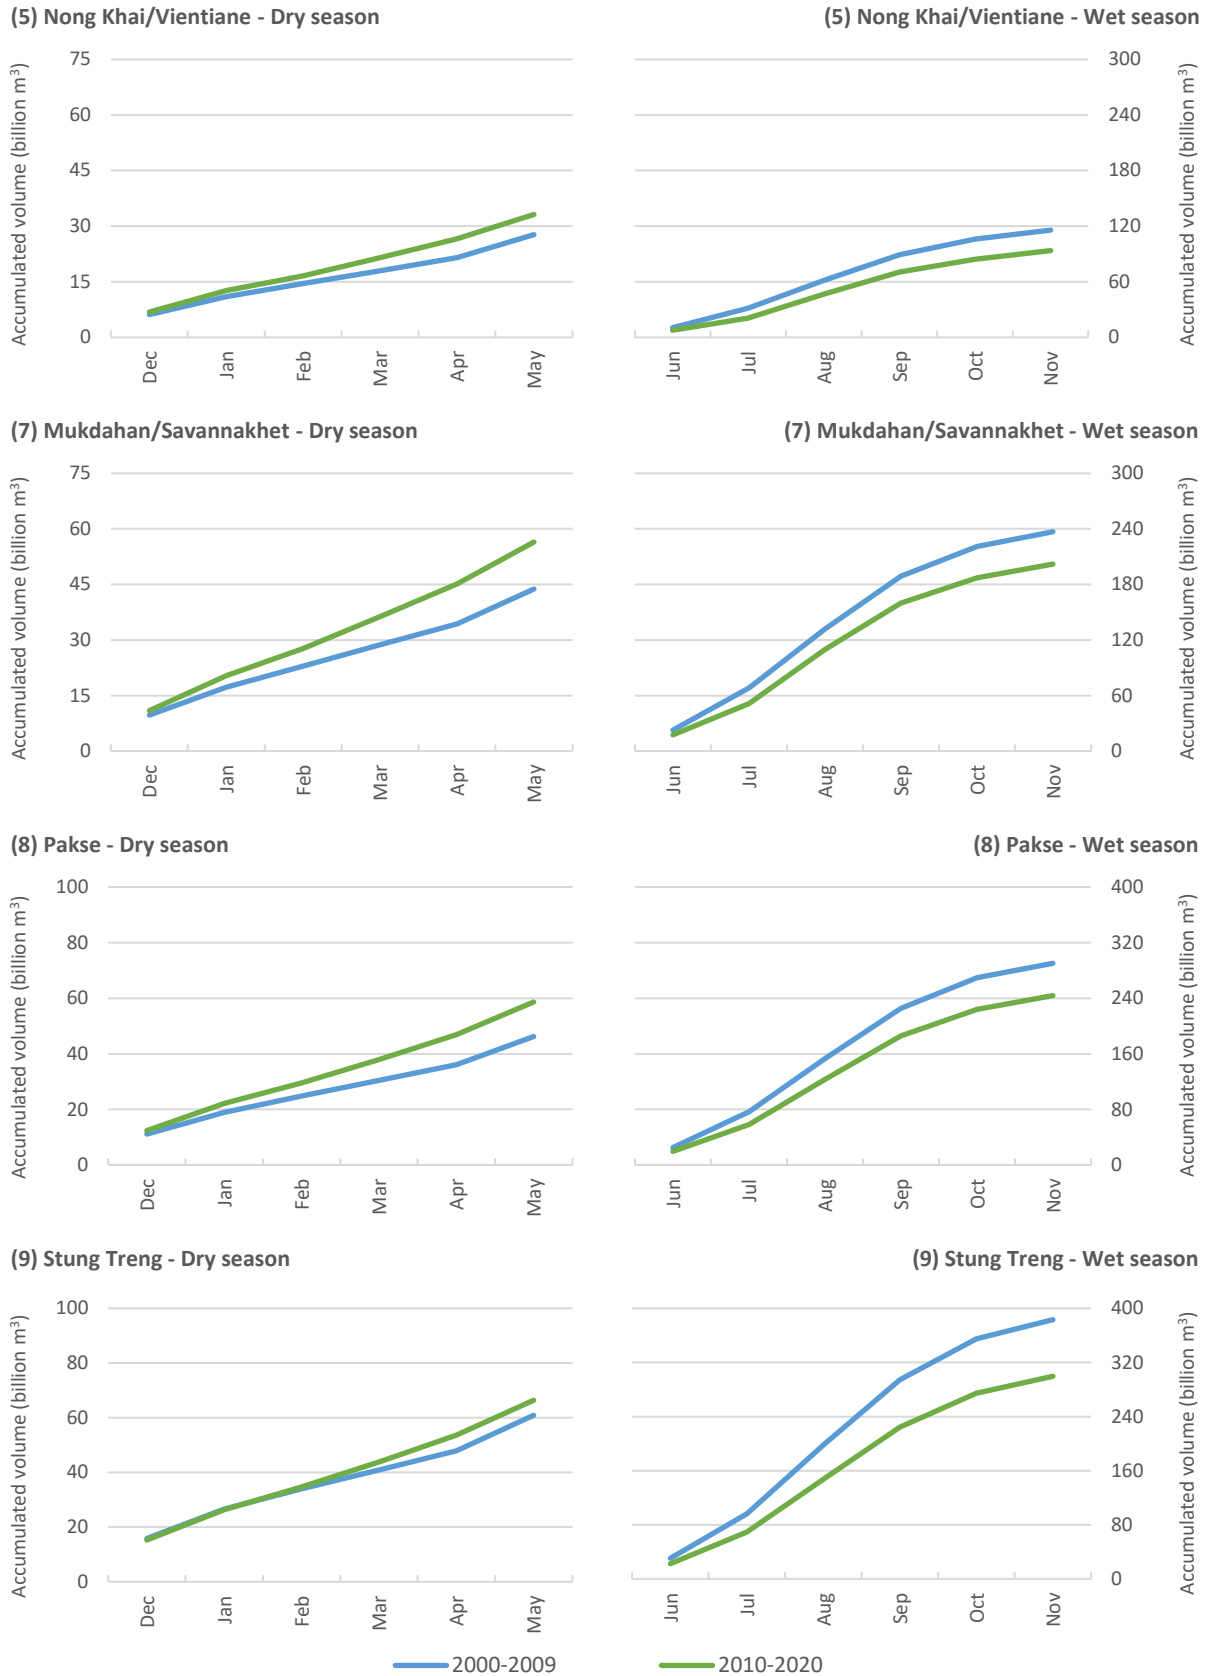 (5) Nong Khai/Vientiane - Dry season
Accumulated volume (billion m³)
75
60
45
30
15
0
Dec
Jan
Feb
Mar
Apr
May
(5) Nong Khai/Vientiane - Wet season
300
240
180
120
60
0
Accumulated volume (billion m³)
Jun
Jul
Aug
Sep
Oct
Nov
(7) Mukdahan/Savannakhet - Dry season
Accumulated volume (billion m³)
75
60
45
30
15
0
Dec
Jan
Feb
Mar
Apr
May
(7) Mukdahan/Savannakhet - Wet season
300
240
180
120
60
0
Accumulated volume (billion m³)
Jun
Jul
Aug
Sep
Oct
Nov
(8) Pakse - Dry season
Accumulated volume (billion m³)
100
80
60
40
20
0
Dec
Jan
Feb
Mar
Apr
May
(8) Pakse - Wet season
400
320
240
160
80
0
Accumulated volume (billion m³)
Jun
Jul
Aug
Sep
Oct
Nov
(9) Stung Treng - Dry season
Accumulated volume (billion m³)
100
80
60
40
20
0
Dec
Jan
Feb
Mar
Apr
May
(9) Stung Treng - Wet season
400
320
240
160
80
0
Accumulated volume (billion m³)
Jun
Jul
Aug
Sep
Oct
Nov
2000-2009
2010-2020